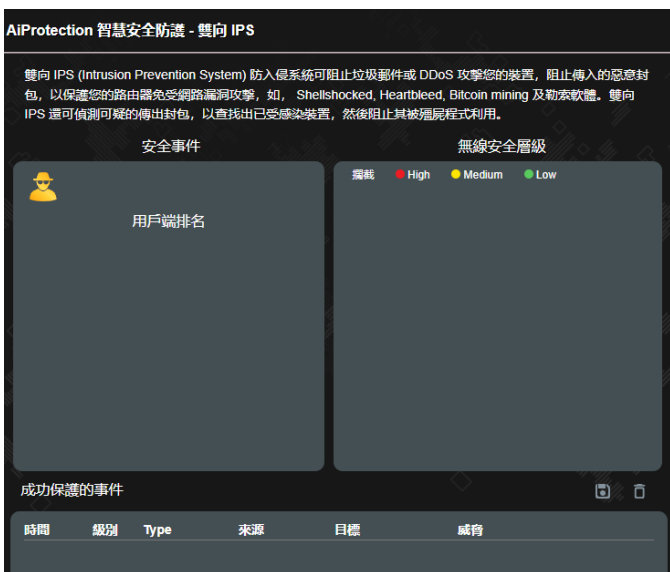 AiProtection 智慧安全防護 - 雙向 IPS
雙向 IPS (Intrusion Prevention System) 防入侵系統可阻止垃圾郵件或 DDoS 攻擊您的裝置，阻止傳入的惡意封
包，以保護您的路由器免受網路漏洞攻擊，如， Shellshocked, Heartbleed, Bitcoin mining 及勒索軟體。雙向
IPS 還可偵測可疑的傳出封包，以查找出已受感染裝置，然後阻止其被殭屍程式利用。
安全事件
無線安全層級
用戶端排名
攔截 High Medium Low
成功保護的事件
時間 級別 Type 來源 目標 威脅